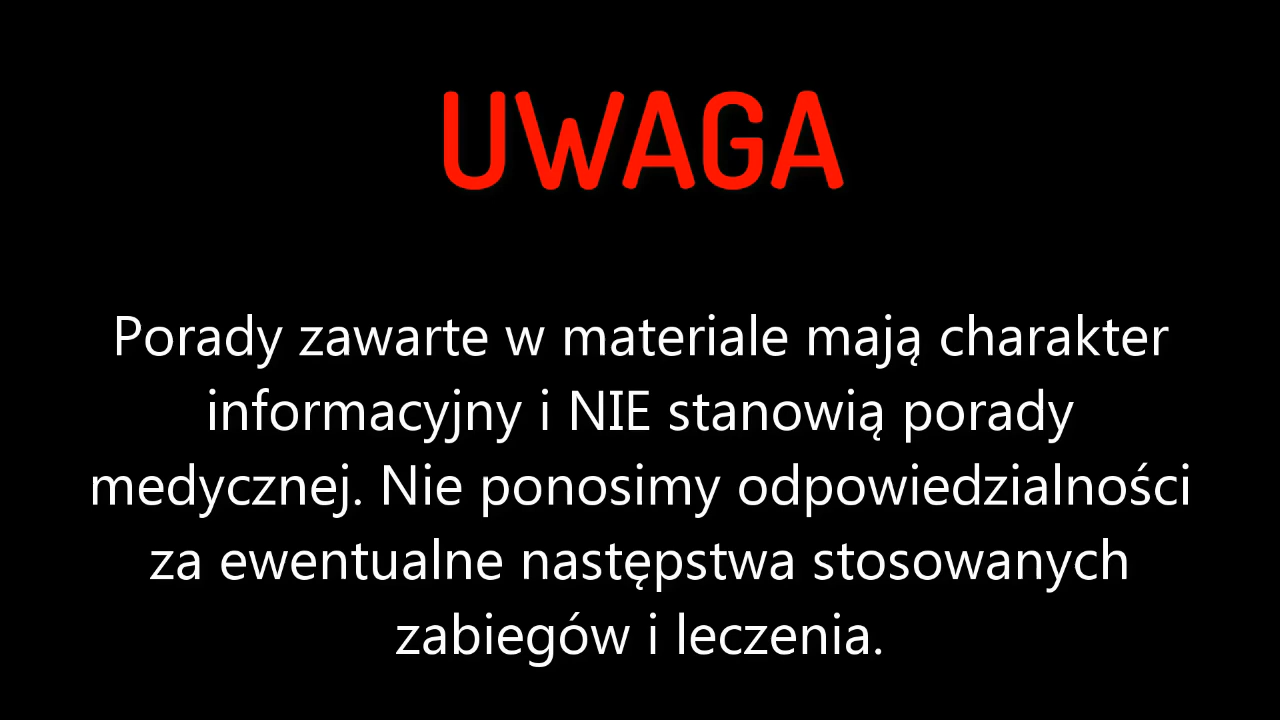 UWAGA
Porady zawarte w materiale mają charakter
informacyjny i NIE stanowią porady
medycznej. Nie ponosimy odpowiedzialności
za ewentualne następstwa stosowanych
zabiegów i leczenia.